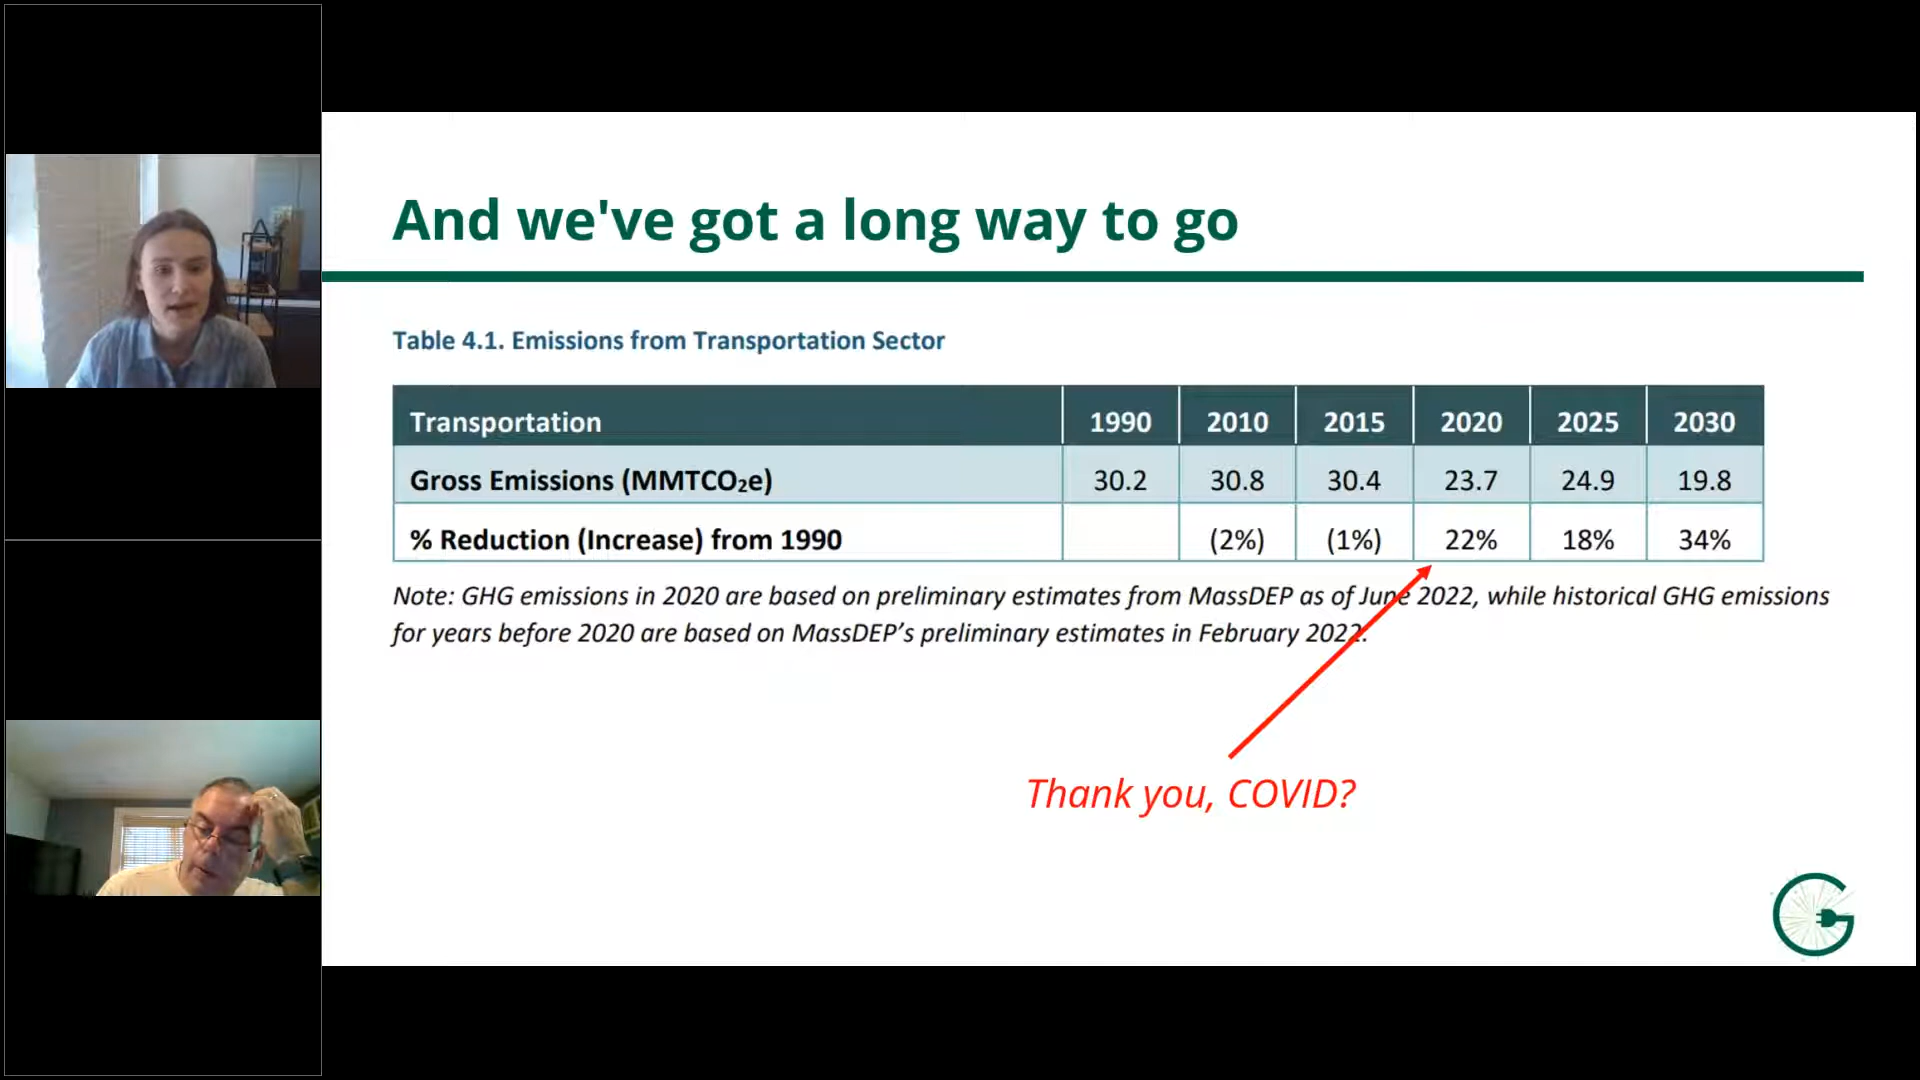 And we've got a long way to go
Table 4.1. Emissions from Transportation Sector
Transportation 1990 2010 2015 2020 2025 2030
Gross Emissions (MMTCO₂e) 30.2 30.8 30.4 23.7 24.9 19.8
% Reduction (Increase) from 1990 (2%) (1%) 22% 18% 34%
Note: GHG emissions in 2020 are based on preliminary estimates from MassDEP as of June 2022, while historical GHG emissions
for years before 2020 are based on MassDEP’s preliminary estimates in February 2022.
Thank you, COVID?